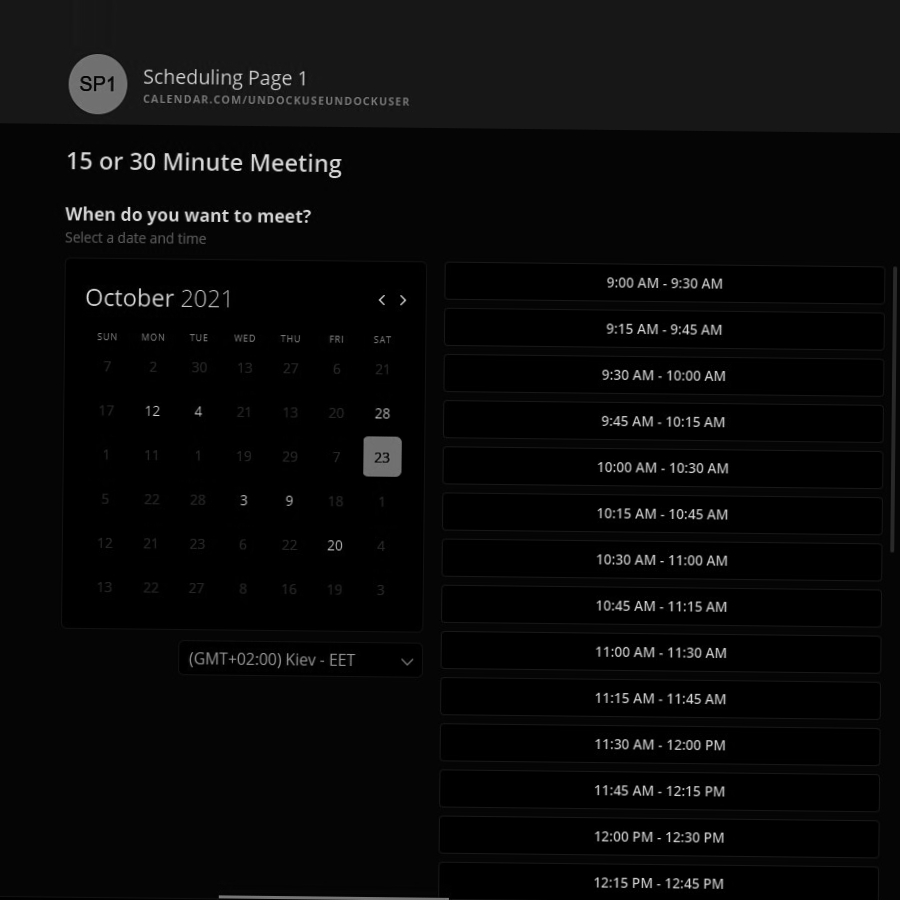 SP1
Scheduling Page 1
CALENDAR.COM/UNDOCKUSEUNDOCKUSER
15 or 30 Minute Meeting
When do you want to meet?
Select a date and time
October 2021
SUN MON TUE WED THU FRI SAT
7 2 30 13 27 6 21
17 12 4 21 13 20 28
1 11 1 19 29 7 23
5 22 28 3 9 18 1
12 21 23 6 22 20 4
13 22 27 8 16 19 3
(GMT+02:00) Kiev - EET
9:00 AM - 9:30 AM
9:15 AM - 9:45 AM
9:30 AM - 10:00 AM
9:45 AM - 10:15 AM
10:00 AM - 10:30 AM
10:15 AM - 10:45 AM
10:30 AM - 11:00 AM
10:45 AM - 11:15 AM
11:00 AM - 11:30 AM
11:15 AM - 11:45 AM
11:30 AM - 12:00 PM
11:45 AM - 12:15 PM
12:00 PM - 12:30 PM
12:15 PM - 12:45 PM